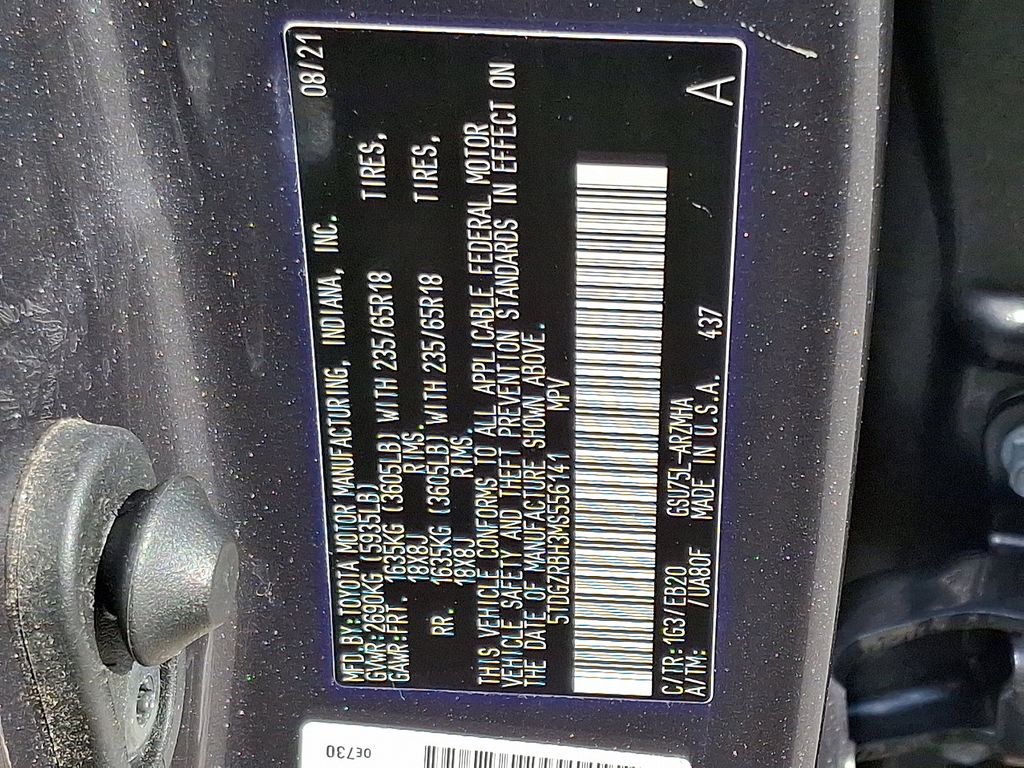 08/21
MFD.BY:TOYOTA MOTOR MANUFACTURING, INDIANA, INC.
GVWR:2690KG (5935LB)
GAWR:FRT. 1635KG (3605LB) WITH 235/65R18 TIRES,
18X8J RIMS.
RR. 1635KG (3605LB) WITH 235/65R18 TIRES,
18X8J RIMS.
THIS VEHICLE CONFORMS TO ALL APPLICABLE FEDERAL MOTOR
VEHICLE SAFETY AND THEFT PREVENTION STANDARDS IN EFFECT ON
THE DATE OF MANUFACTURE SHOWN ABOVE.
5TDGZRBH3MS556141 MPV
C/TR:1G3/EB20 GSU75L-ARZMHA
A/TM: /UA80F MADE IN U.S.A. 437 A
0E730